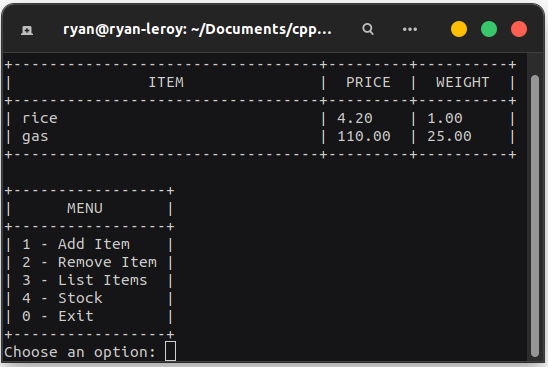 ryan@ryan-leroy: ~/Documents/cpp...
+----------------------------------+---------+----------+
|               ITEM               |  PRICE  |  WEIGHT  |
+----------------------------------+---------+----------+
| rice                             | 4.20    | 1.00     |
| gas                              | 110.00  | 25.00    |
+----------------------------------+---------+----------+
+-----------------+
|      MENU       |
+-----------------+
| 1 - Add Item    |
| 2 - Remove Item |
| 3 - List Items  |
| 4 - Stock       |
| 0 - Exit        |
+-----------------+
Choose an option: